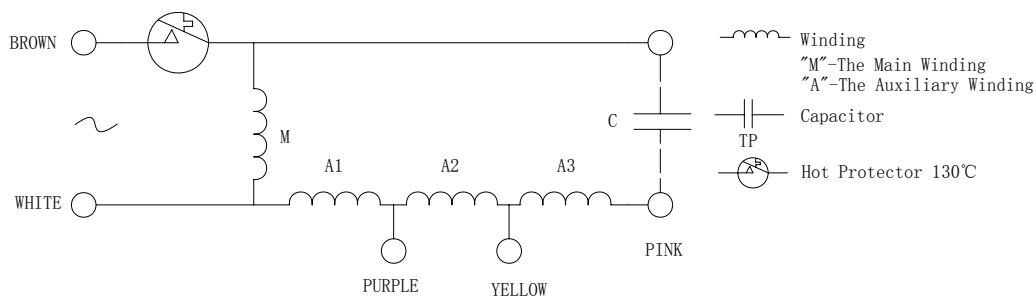 BROWN
Winding
"M"-The Main Winding
"A"-The Auxiliary Winding
C
Capacitor
M
TP
A1
A2
A3
Hot Protector 130℃
WHITE
PINK
PURPLE
YELLOW